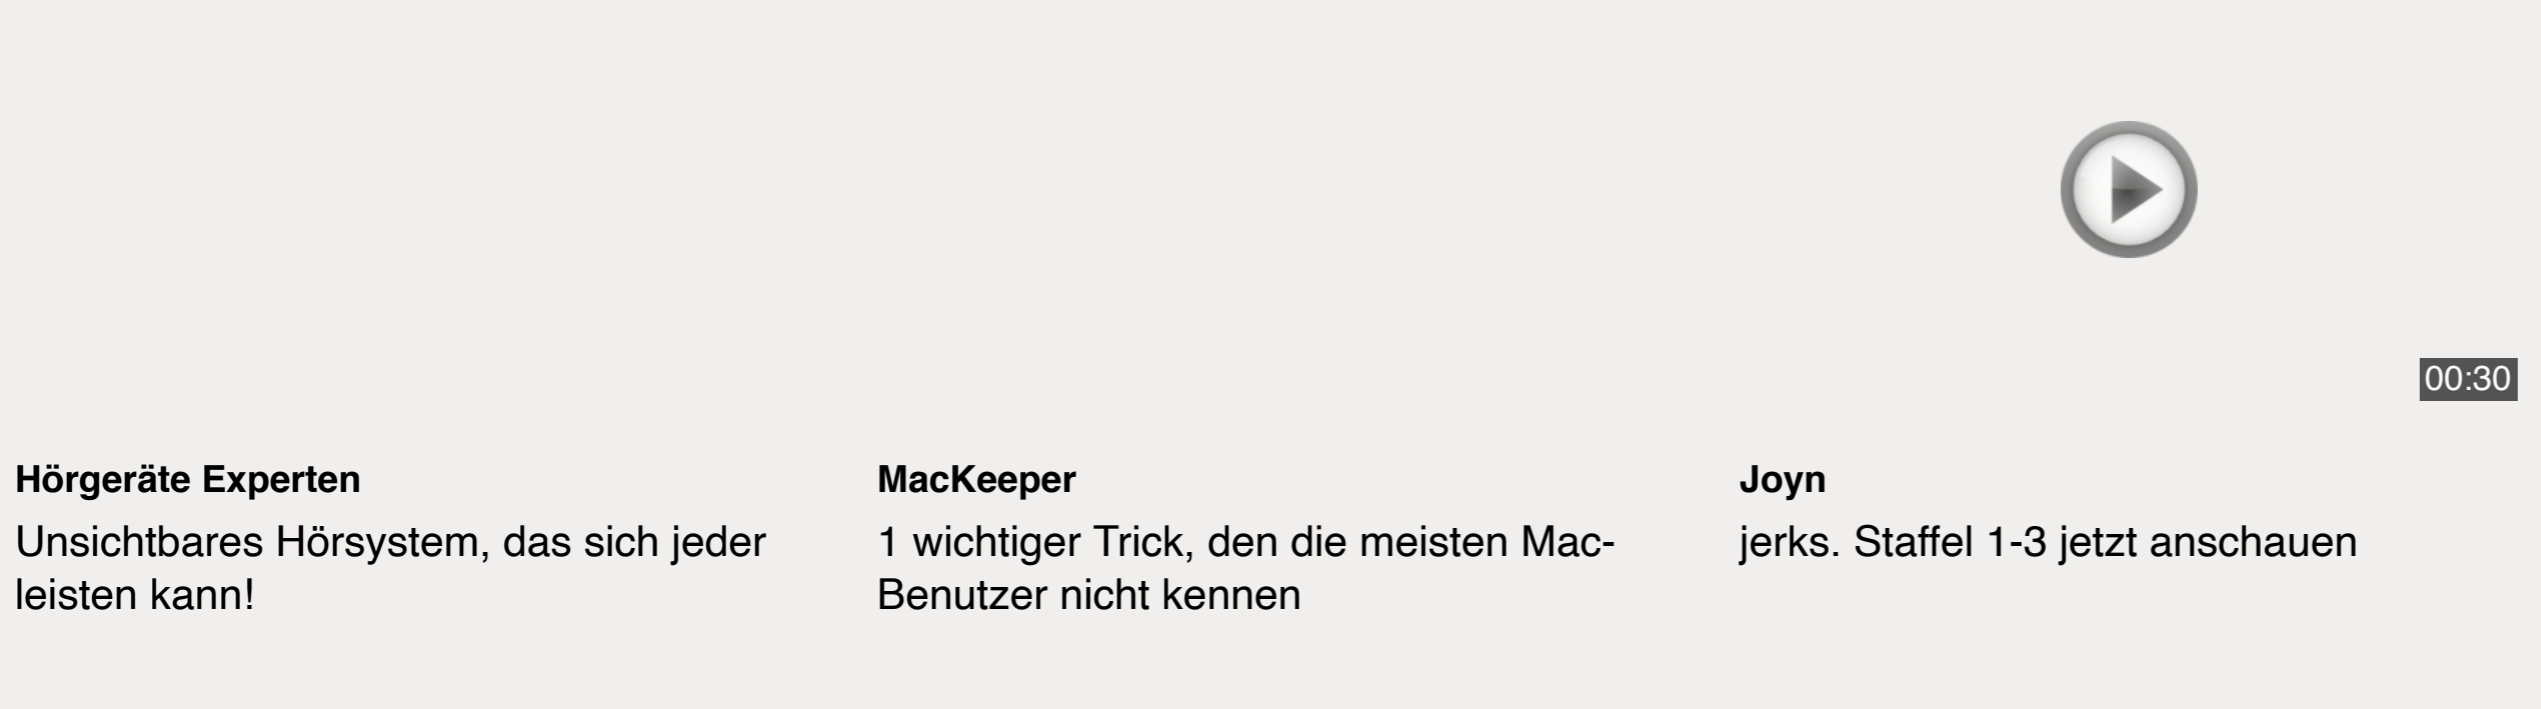 00:30
Hörgeräte Experten
Unsichtbares Hörsystem, das sich jeder
leisten kann!
MacKeeper
1 wichtiger Trick, den die meisten Mac-
Benutzer nicht kennen
Joyn
jerks. Staffel 1-3 jetzt anschauen